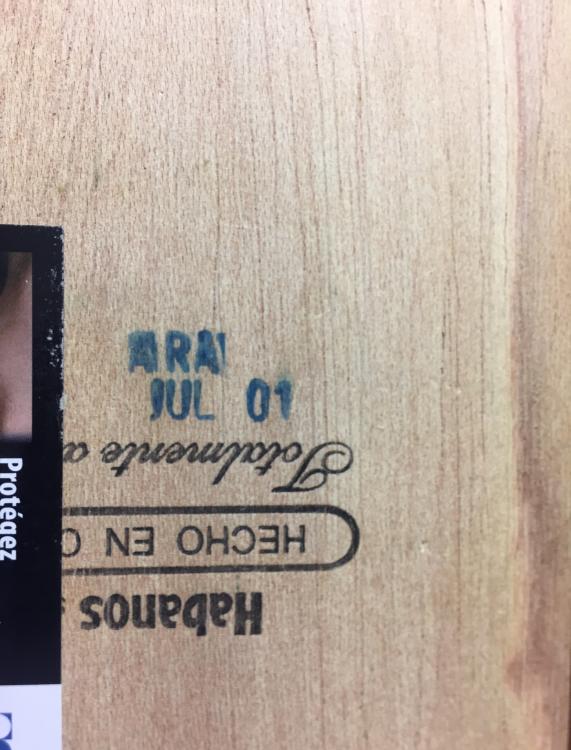 ARA
JUL 01
Habanos
HECHO EN
Totalmente a
Protégez